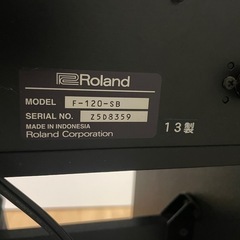 Roland
MODEL F-120-SB
SERIAL NO. Z5D8359
MADE IN INDONESIA
Roland Corporation
13製